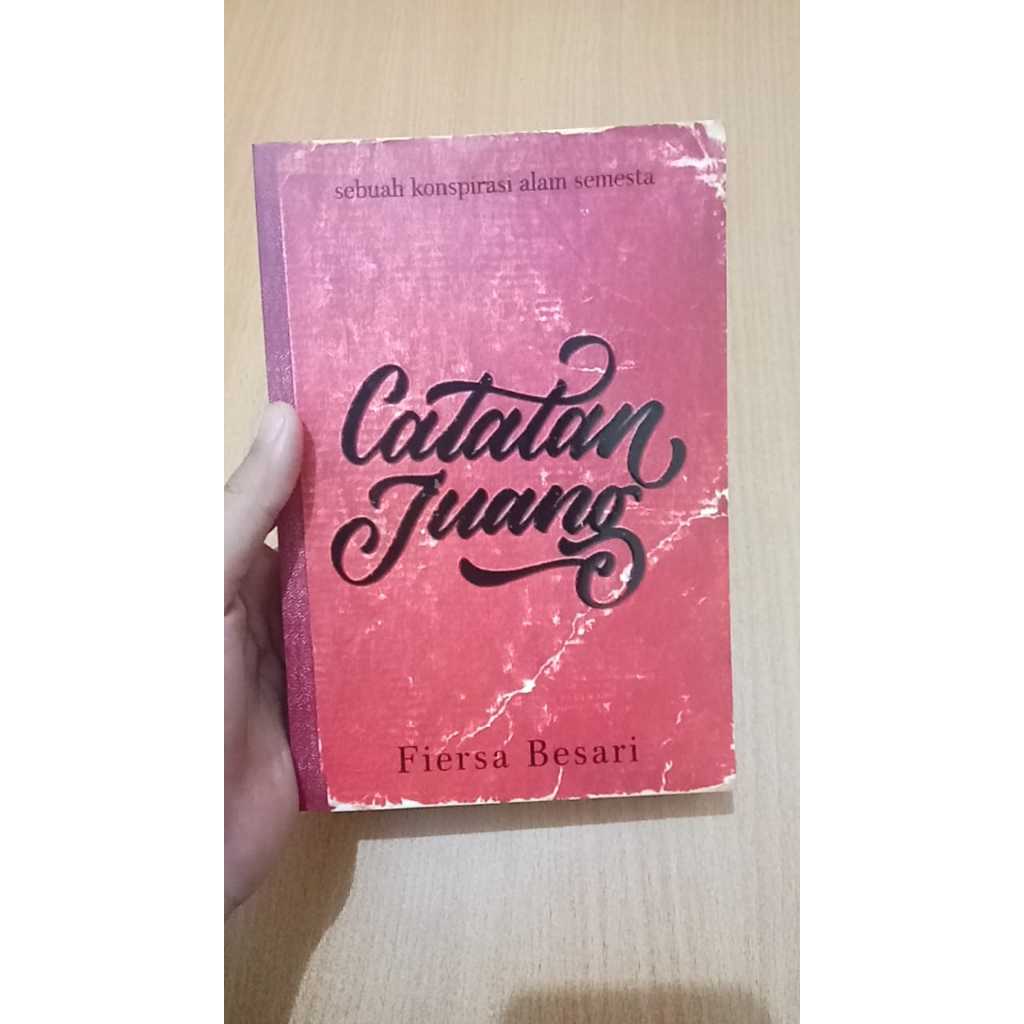 sebuah konspirasi alam semesta
Catatan
Juang
Fiersa Besari